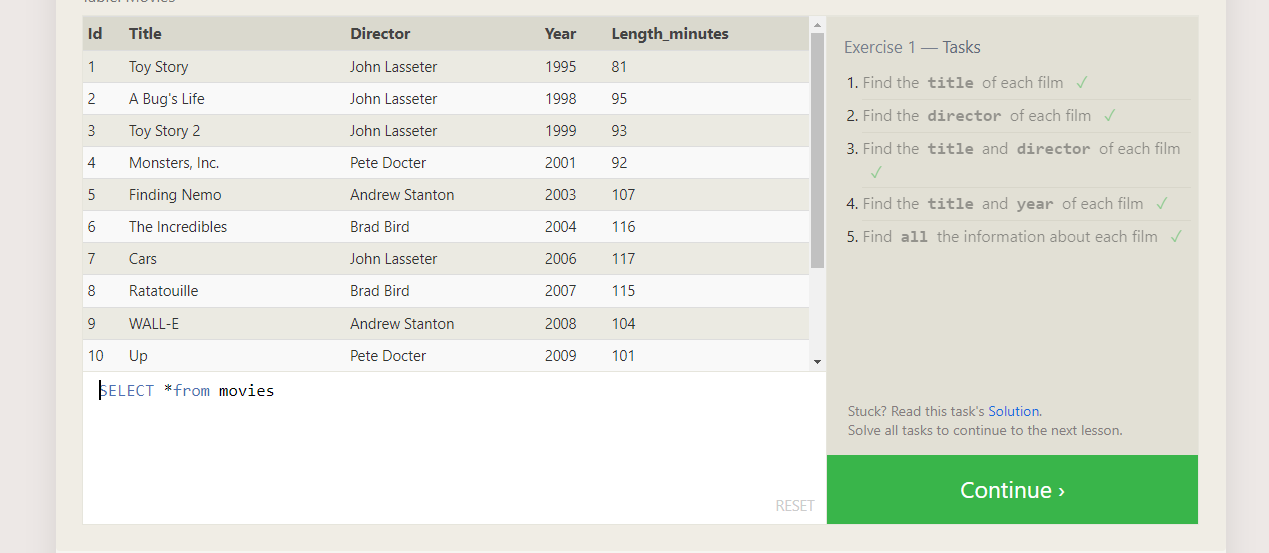 Table: Movies
Id Title Director Year Length_minutes
1 Toy Story John Lasseter 1995 81
2 A Bug's Life John Lasseter 1998 95
3 Toy Story 2 John Lasseter 1999 93
4 Monsters, Inc. Pete Docter 2001 92
5 Finding Nemo Andrew Stanton 2003 107
6 The Incredibles Brad Bird 2004 116
7 Cars John Lasseter 2006 117
8 Ratatouille Brad Bird 2007 115
9 WALL-E Andrew Stanton 2008 104
10 Up Pete Docter 2009 101
SELECT *from movies
RESET
Exercise 1 — Tasks
1. Find the title of each film ✓
2. Find the director of each film ✓
3. Find the title and director of each film
✓
4. Find the title and year of each film ✓
5. Find all the information about each film ✓
Stuck? Read this task's Solution.
Solve all tasks to continue to the next lesson.
Continue ›